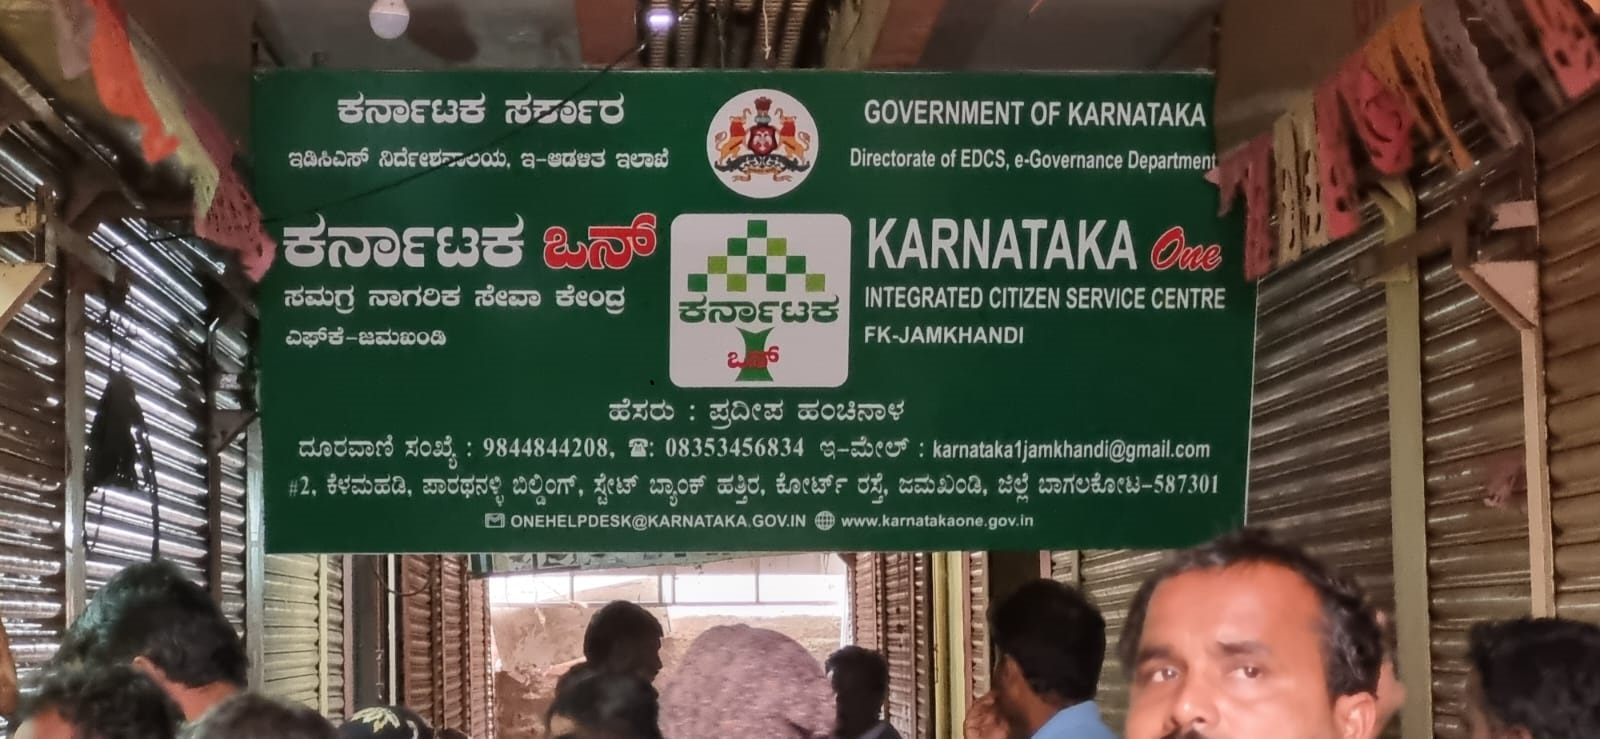 ಕರ್ನಾಟಕ ಸರ್ಕಾರ
ಇಡಿಸಿಎಸ್ ನಿರ್ದೇಶನಾಲಯ, ಇ-ಆಡಳಿತ ಇಲಾಖೆ
GOVERNMENT OF KARNATAKA
Directorate of EDCS, e-Governance Department
ಕರ್ನಾಟಕ ಒನ್
ಸಮಗ್ರ ನಾಗರಿಕ ಸೇವಾ ಕೇಂದ್ರ
ಎಫ್‌ಕೆ-ಜಮಖಂಡಿ
ಕರ್ನಾಟಕ
ಒನ್
KARNATAKA One
INTEGRATED CITIZEN SERVICE CENTRE
FK-JAMKHANDI
ಹೆಸರು : ಪ್ರದೀಪ ಹಂಚಿನಾಳ
ದೂರವಾಣಿ ಸಂಖ್ಯೆ : 9844844208, ☎: 08353456834 ಇ-ಮೇಲ್ : karnataka1jamkhandi@gmail.com
#2, ಕೆಳಮಹಡಿ, ಪಾರಥನಳ್ಳಿ ಬಿಲ್ಡಿಂಗ್, ಸ್ಟೇಟ್ ಬ್ಯಾಂಕ್ ಹತ್ತಿರ, ಕೋರ್ಟ್ ರಸ್ತೆ, ಜಮಖಂಡಿ, ಜಿಲ್ಲೆ ಬಾಗಲಕೋಟ-587301
ONEHELPDESK@KARNATAKA.GOV.IN www.karnatakaone.gov.in